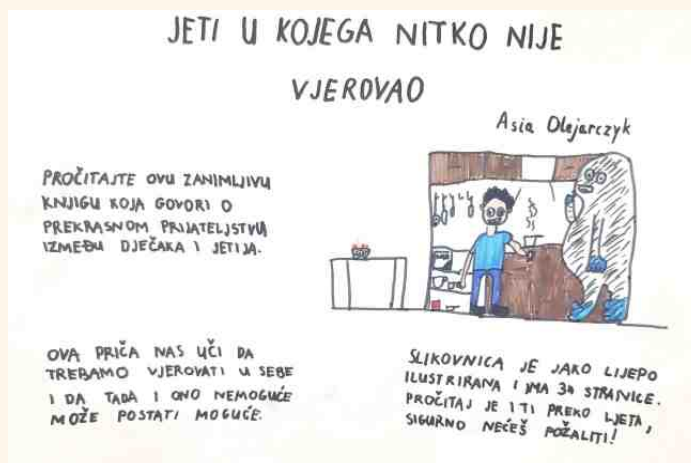 JETI U KOJEGA NITKO NIJE
VJEROVAO
Asia Olejarczyk
PROČITAJTE OVU ZANIMLJIVU
KNJIGU KOJA GOVORI O
PREKRASNOM PRIJATELJSTVU
IZMEĐU DJEČAKA I JETIJA.
OVA PRIČA NAS UČI DA
TREBAMO VJEROVATI U SEBE
I DA TADA I ONO NEMOGUĆE
MOŽE POSTATI MOGUĆE.
SLIKOVNICA JE JAKO LIJEPO
ILUSTRIRANA I IMA 34 STRANICE.
PROČITAJ JE I TI PREKO LJETA,
SIGURNO NEĆEŠ POŽALITI!